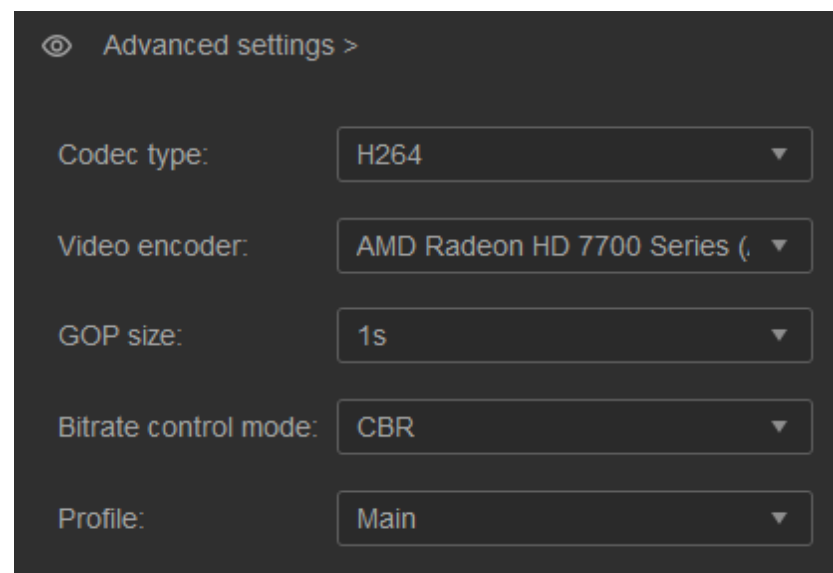 Advanced settings >
Codec type: H264
Video encoder: AMD Radeon HD 7700 Series (
GOP size: 1s
Bitrate control mode: CBR
Profile: Main